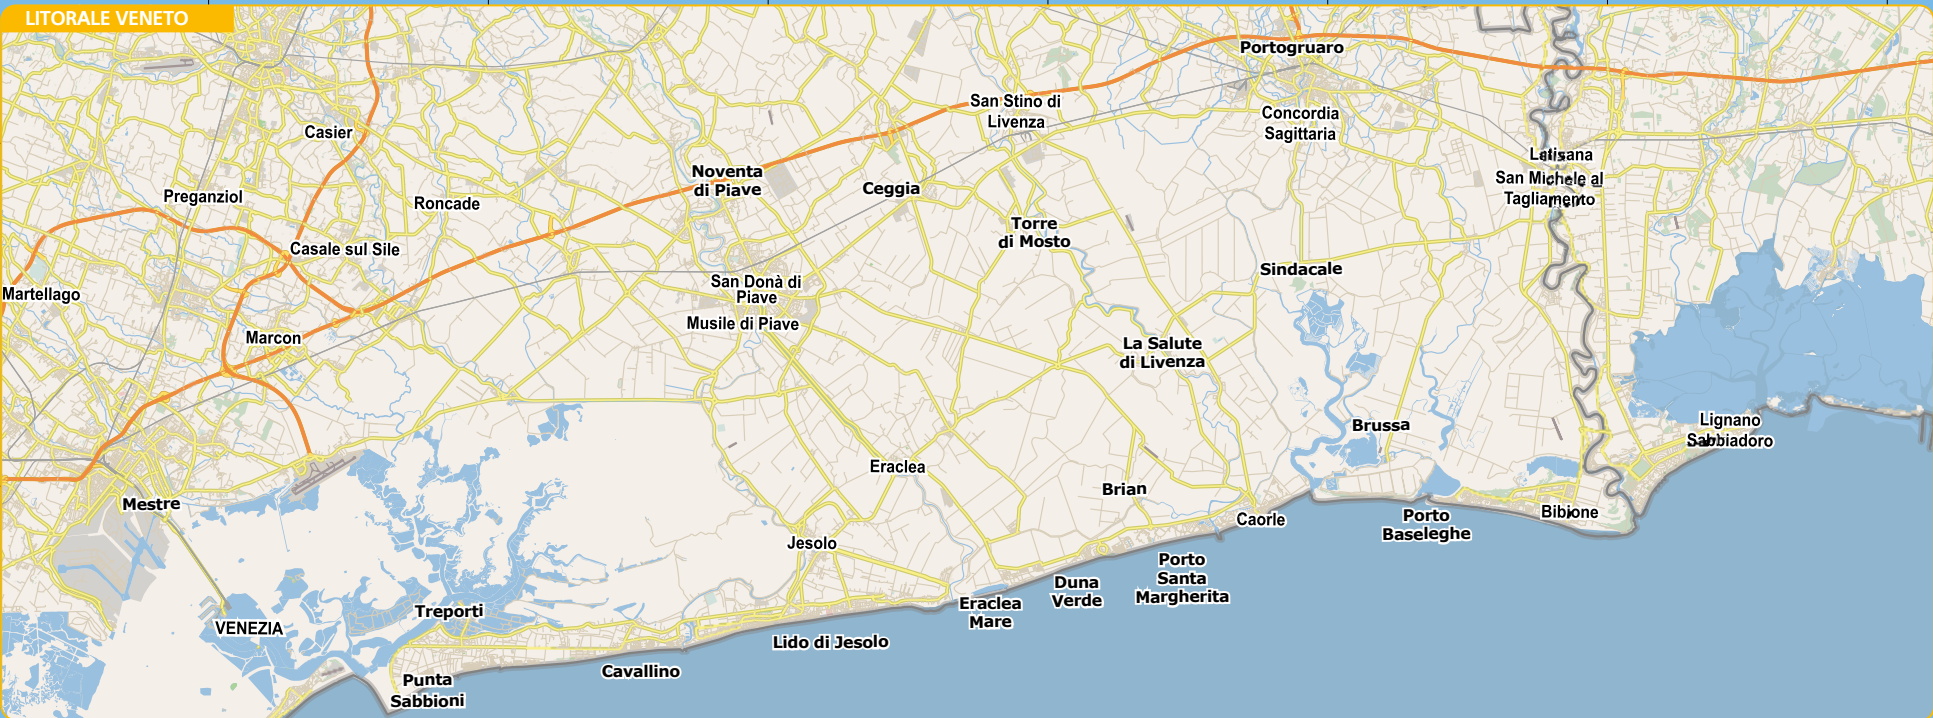 LITORALE VENETO
Portogruaro
San Stino di
Livenza
Concordia
Sagittaria
Casier
Latisana
Noventa
di Piave
San Michele al
Tagliamento
Ceggia
Preganziol
Roncade
Torre
di Mosto
Casale sul Sile
Sindacale
San Donà di
Piave
Martellago
Musile di Piave
Marcon
La Salute
di Livenza
Lignano
Sabbiadoro
Brussa
Eraclea
Brian
Mestre
Caorle
Bibione
Porto
Baseleghe
Jesolo
Porto
Santa
Margherita
Duna
Verde
Eraclea
Mare
Treporti
VENEZIA
Lido di Jesolo
Cavallino
Punta
Sabbioni